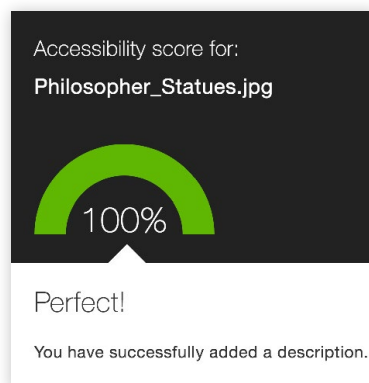 Accessibility score for:
Philosopher_Statues.jpg
100%
Perfect!
You have successfully added a description.